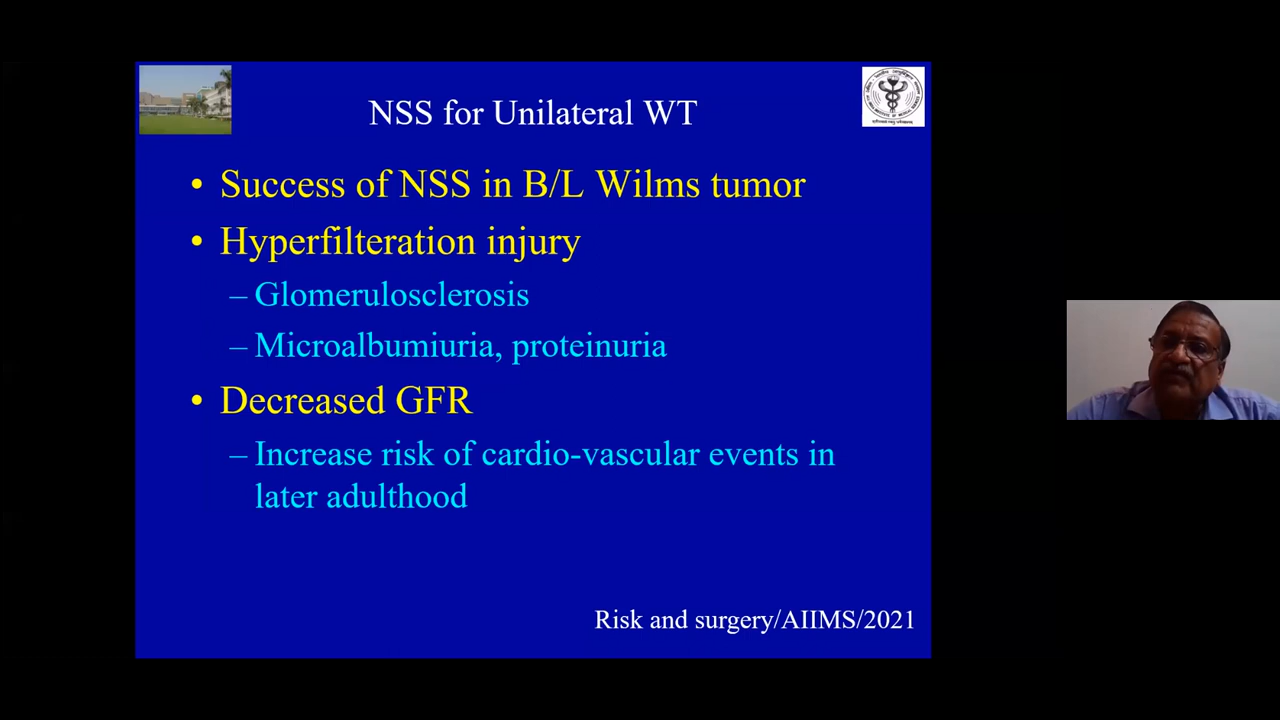 NSS for Unilateral WT
• Success of NSS in B/L Wilms tumor
• Hyperfilteration injury
– Glomerulosclerosis
– Microalbumiuria, proteinuria
• Decreased GFR
– Increase risk of cardio-vascular events in
later adulthood
Risk and surgery/AIIMS/2021